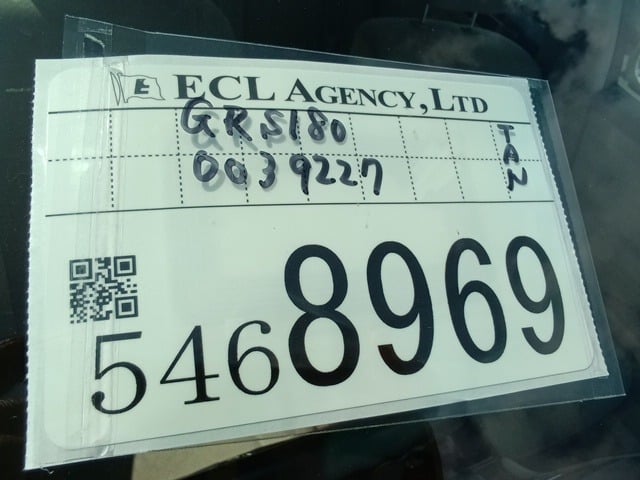 E ECL AGENCY, LTD
GRS180
0039227
TAN
5468969